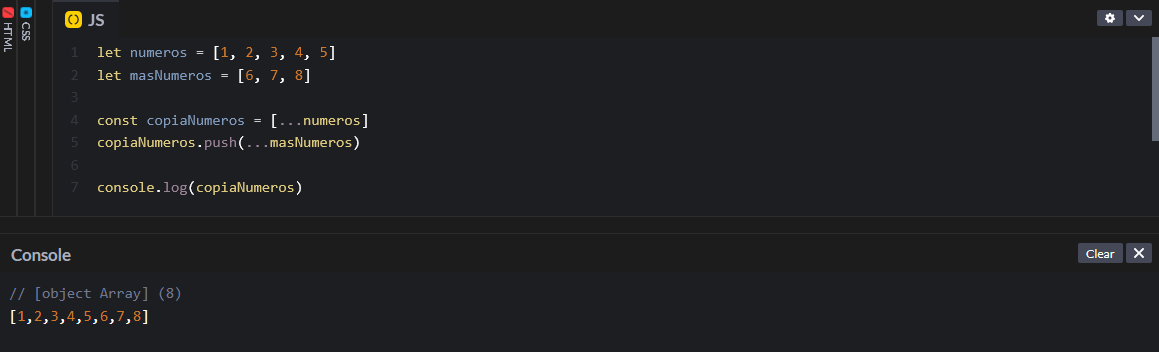 HTML
CSS
JS
1 let numeros = [1, 2, 3, 4, 5]
2 let masNumeros = [6, 7, 8]
3
4 const copiaNumeros = [...numeros]
5 copiaNumeros.push(...masNumeros)
6
7 console.log(copiaNumeros)
Console
Clear
// [object Array] (8)
[1,2,3,4,5,6,7,8]